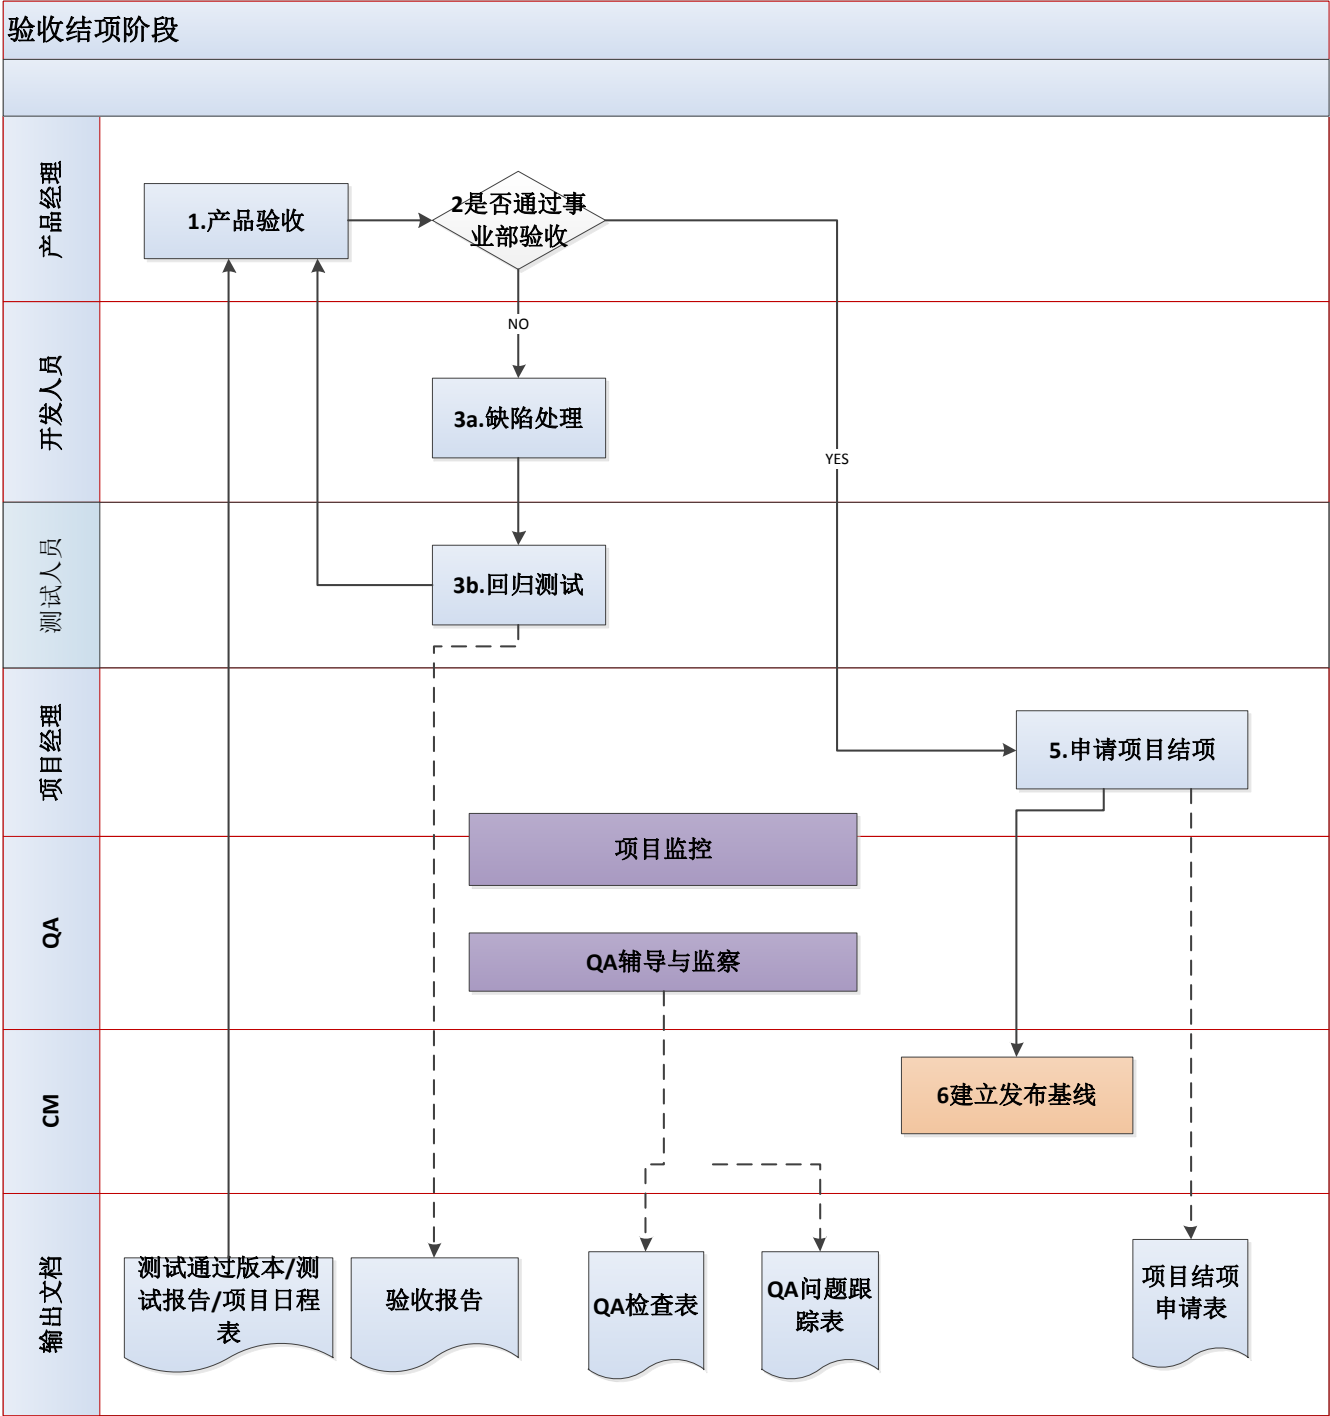 验收结项阶段
产品经理
1.产品验收
2是否通过事
业部验收
NO
开发人员
3a.缺陷处理
YES
测试人员
3b.回归测试
项目经理
5.申请项目结项
项目监控
QA
QA辅导与监察
CM
6建立发布基线
输出文档
测试通过版本/测
试报告/项目日程
表
验收报告
QA检查表
QA问题跟
踪表
项目结项
申请表